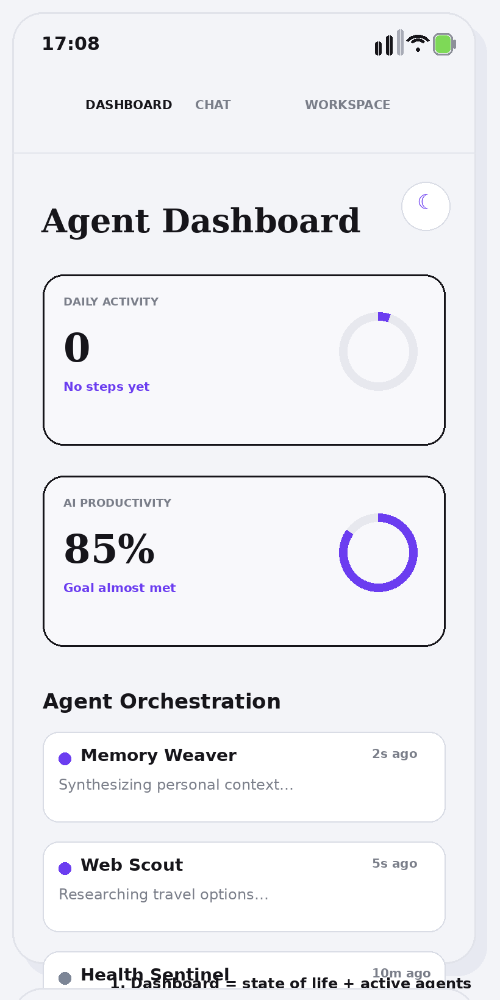 17:08
DASHBOARD CHAT WORKSPACE
Agent Dashboard
DAILY ACTIVITY
0
No steps yet
AI PRODUCTIVITY
85%
Goal almost met
Agent Orchestration
Memory Weaver 2s ago
Synthesizing personal context...
Web Scout 5s ago
Researching travel options...
Health Sentinel 10m ago
1. Dashboard = state of life + active agents